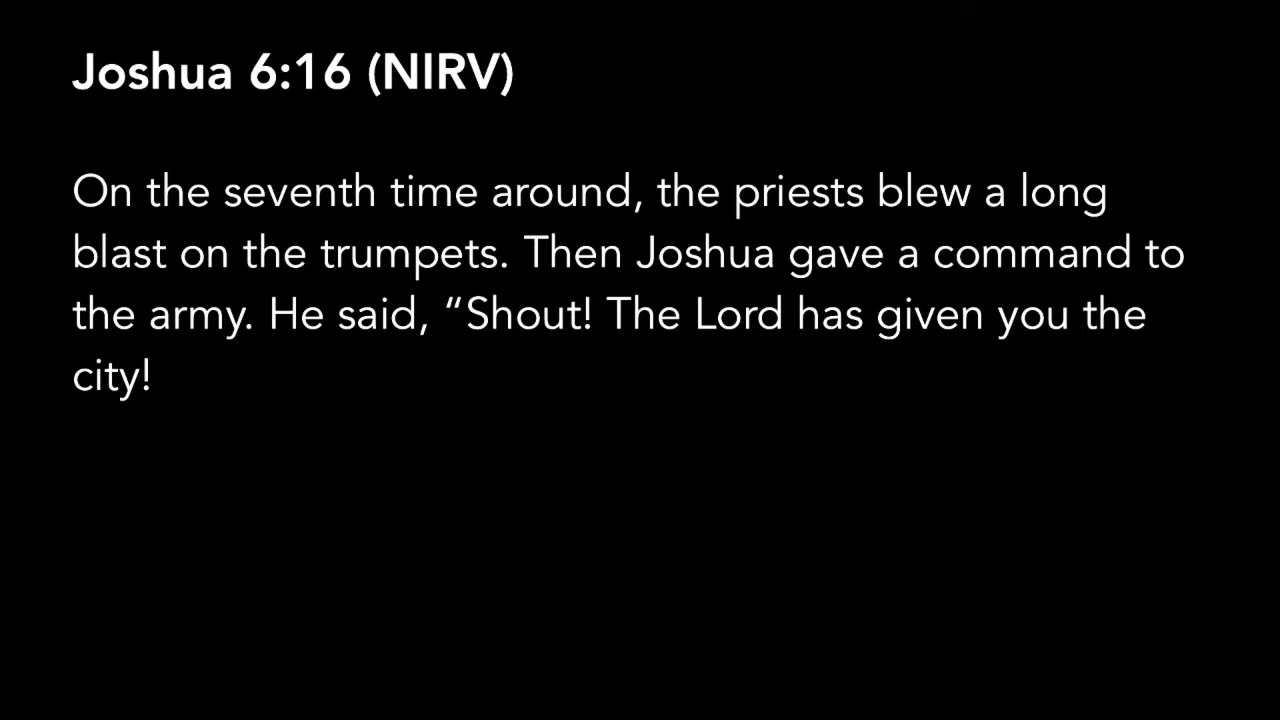 Joshua 6:16 (NIRV)
On the seventh time around, the priests blew a long
blast on the trumpets. Then Joshua gave a command to
the army. He said, “Shout! The Lord has given you the
city!